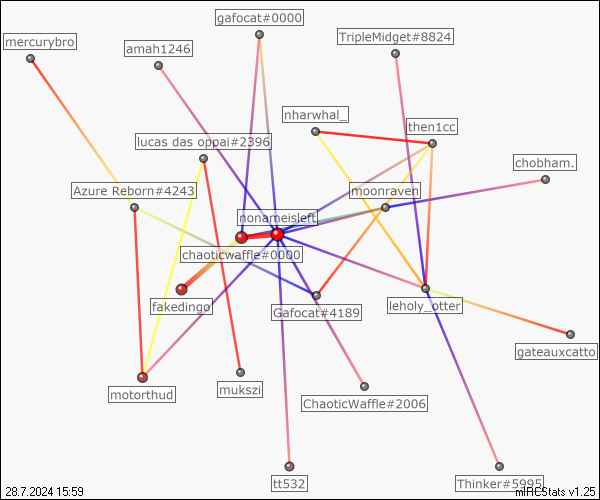 gafocat#0000
mercurybro
TripleMidget#8824
amah1246
nharwhal_
then1cc
lucas das oppai#2396
chobham.
Azure Reborn#4243
moonraven
nonameisleft
chaoticwaffle#0000
fakedingo
Gafocat#4189
leholy_otter
gateauxcatto
motorthud
mukszi
ChaoticWaffle#2006
tt532
Thinker#5995
28.7.2024 15:59
mIRCStats v1.25